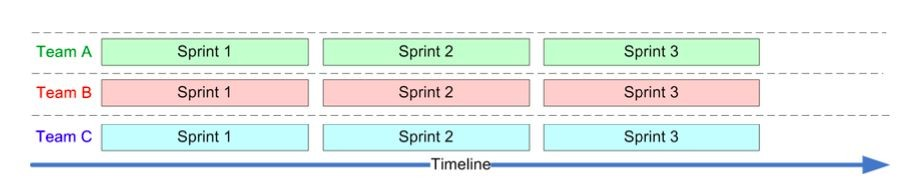 Team A Sprint 1 Sprint 2 Sprint 3
Team B Sprint 1 Sprint 2 Sprint 3
Team C Sprint 1 Sprint 2 Sprint 3
Timeline